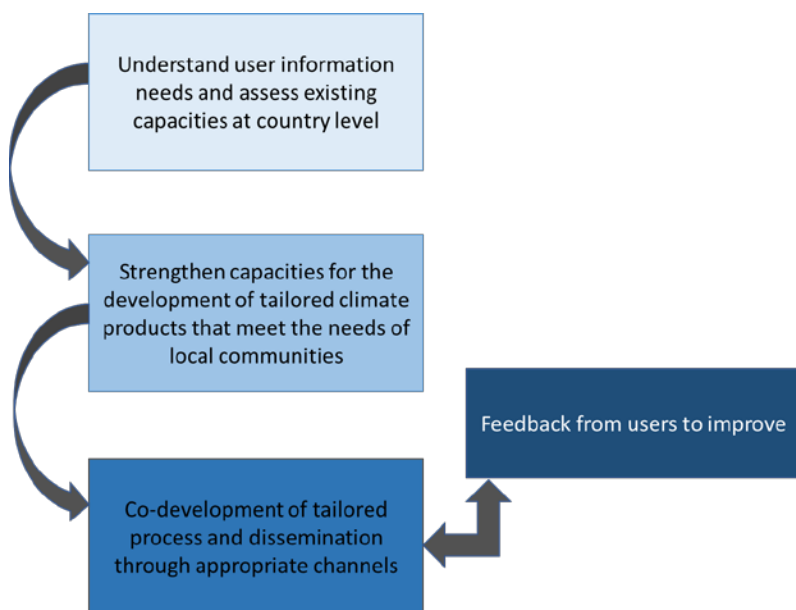 Understand user information
needs and assess existing
capacities at country level
Strengthen capacities for the
development of tailored climate
products that meet the needs of
local communities
Feedback from users to improve
Co-development of tailored
process and dissemination
through appropriate channels